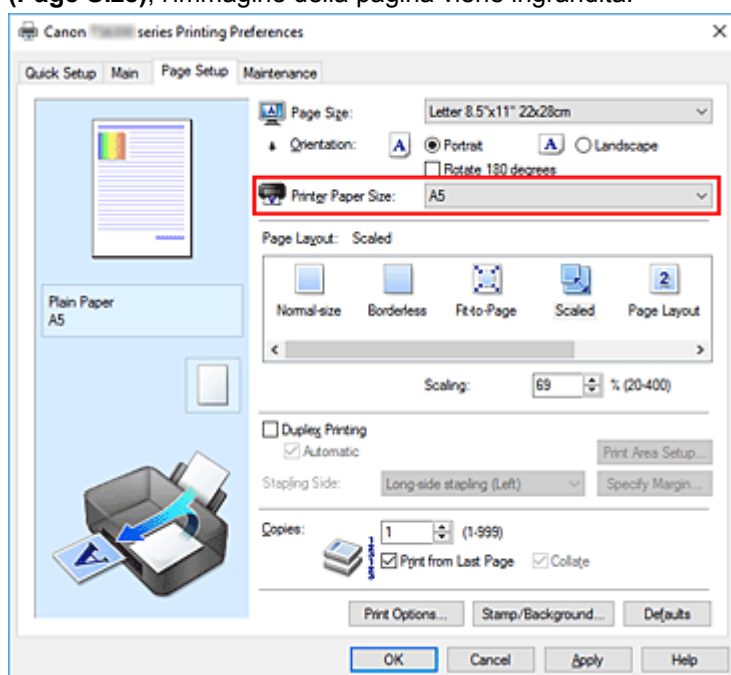 (Page Size), l'immagine della pagina viene ingrandita.
Canon series Printing Preferences
Quick Setup Main Page Setup Maintenance
Page Size: Letter 8.5"x11" 22x28cm
Orientation: A Portrait A Landscape
Rotate 180 degrees
Printer Paper Size: A5
Page Layout: Scaled
Plain Paper
A5
Normal-size Borderless Fit-to-Page Scaled Page Layout
Scaling: 69 % (20-400)
Duplex Printing
Automatic Print Area Setup...
Stapling Side: Long-side stapling (Left) Specify Margin...
Copies: 1 (1-999)
Print from Last Page Collate
Print Options... Stamp/Background... Defaults
OK Cancel Apply Help